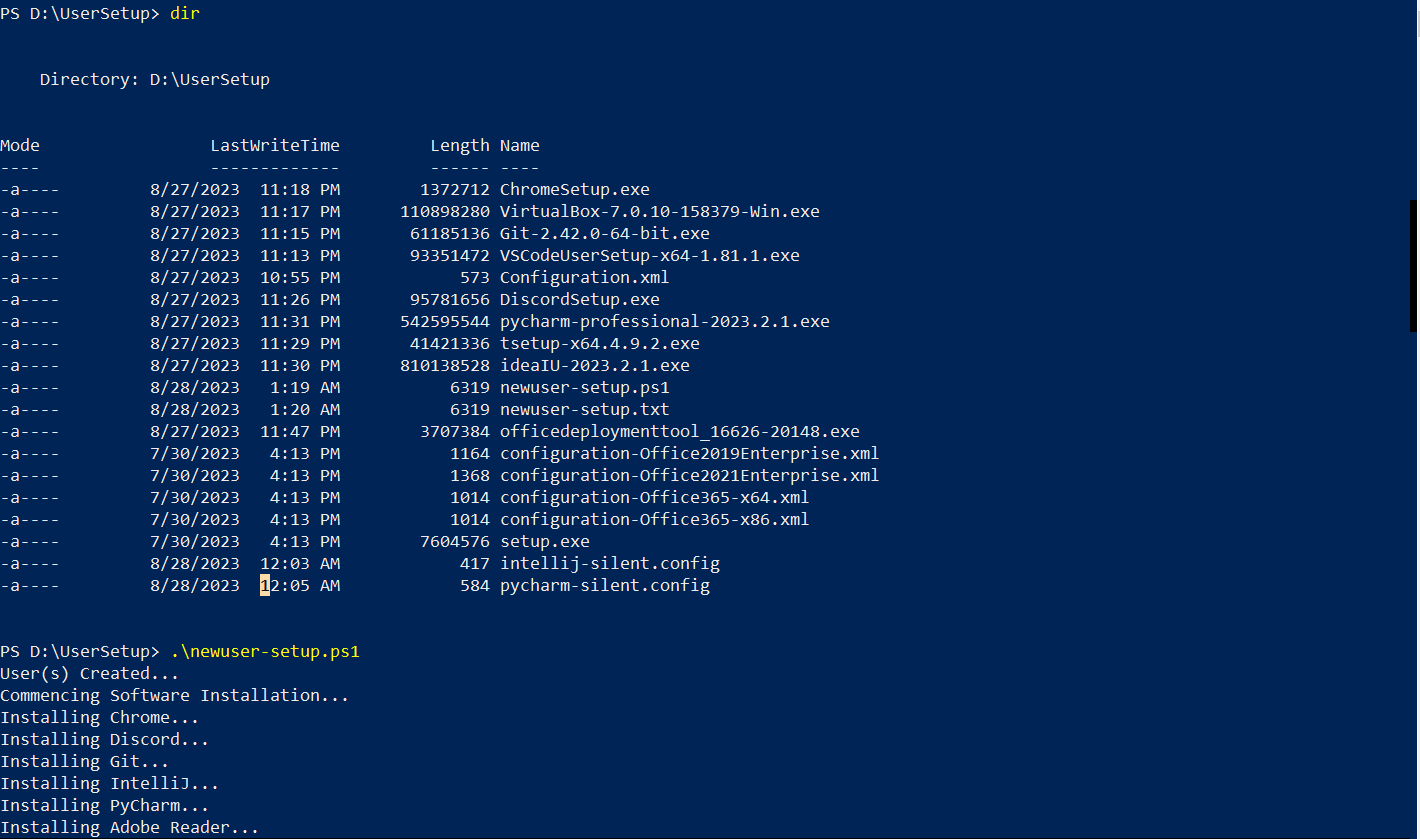 PS D:\UserSetup> dir
Directory: D:\UserSetup
Mode                 LastWriteTime         Length Name
----                 -------------         ------ ----
-a----         8/27/2023  11:18 PM        1372712 ChromeSetup.exe
-a----         8/27/2023  11:17 PM      110898280 VirtualBox-7.0.10-158379-Win.exe
-a----         8/27/2023  11:15 PM       61185136 Git-2.42.0-64-bit.exe
-a----         8/27/2023  11:13 PM       93351472 VSCodeUserSetup-x64-1.81.1.exe
-a----         8/27/2023  10:55 PM            573 Configuration.xml
-a----         8/27/2023  11:26 PM       95781656 DiscordSetup.exe
-a----         8/27/2023  11:31 PM      542595544 pycharm-professional-2023.2.1.exe
-a----         8/27/2023  11:29 PM       41421336 tsetup-x64.4.9.2.exe
-a----         8/27/2023  11:30 PM      810138528 ideaIU-2023.2.1.exe
-a----         8/28/2023   1:19 AM           6319 newuser-setup.ps1
-a----         8/28/2023   1:20 AM           6319 newuser-setup.txt
-a----         8/27/2023  11:47 PM        3707384 officedeploymenttool_16626-20148.exe
-a----         7/30/2023   4:13 PM           1164 configuration-Office2019Enterprise.xml
-a----         7/30/2023   4:13 PM           1368 configuration-Office2021Enterprise.xml
-a----         7/30/2023   4:13 PM           1014 configuration-Office365-x64.xml
-a----         7/30/2023   4:13 PM           1014 configuration-Office365-x86.xml
-a----         7/30/2023   4:13 PM        7604576 setup.exe
-a----         8/28/2023  12:03 AM            417 intellij-silent.config
-a----         8/28/2023  12:05 AM            584 pycharm-silent.config
PS D:\UserSetup> .\newuser-setup.ps1
User(s) Created...
Commencing Software Installation...
Installing Chrome...
Installing Discord...
Installing Git...
Installing IntelliJ...
Installing PyCharm...
Installing Adobe Reader...